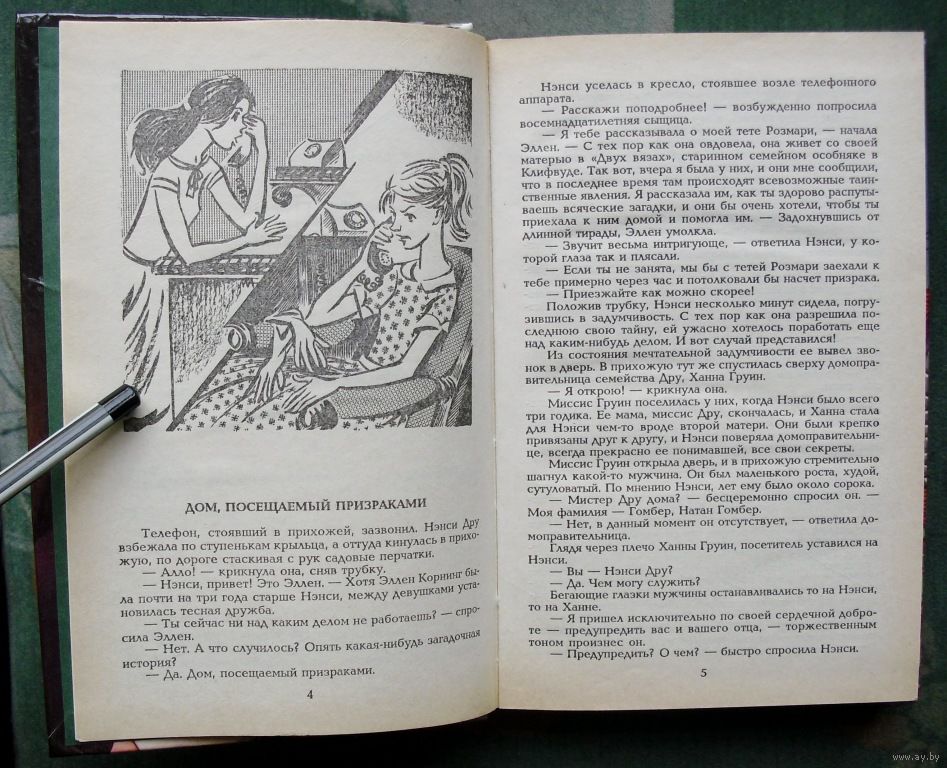 ДОМ, ПОСЕЩАЕМЫЙ ПРИЗРАКАМИ
Телефон, стоявший в прихожей, зазвонил. Нэнси Дру
взбежала по ступенькам крыльца, а оттуда кинулась в прихо-
жую, по дороге стаскивая с рук садовые перчатки.
— Алло! — крикнула она, сняв трубку.
— Нэнси, привет! Это Эллен. — Хотя Эллен Корнинг бы-
ла почти на три года старше Нэнси, между девушками уста-
новилась тесная дружба.
— Ты сейчас ни над каким делом не работаешь? — спро-
сила Эллен.
— Нет. А что случилось? Опять какая-нибудь загадочная
история?
— Да. Дом, посещаемый призраками.
4
Нэнси уселась в кресло, стоявшее возле телефонного
аппарата.
— Расскажи поподробнее! — возбужденно попросила
восемнадцатилетняя сыщица.
— Я тебе рассказывала о моей тете Розмари, — начала
Эллен. — С тех пор как она овдовела, она живет со своей
матерью в «Двух вязах», старинном семейном особняке в
Клифвуде. Так вот, вчера я была у них, и они мне сообщили,
что в последнее время там происходят всевозможные таин-
ственные явления. Я рассказала им, как ты здорово распуты-
ваешь всяческие загадки, и они бы очень хотели, чтобы ты
приехала к ним домой и помогла им. — Задохнувшись от
длинной тирады, Эллен умолкла.
— Звучит весьма интригующе, — ответила Нэнси, у ко-
торой глаза так и плясали.
— Если ты не занята, мы бы с тетей Розмари заехали к
тебе примерно через час и потолковали бы насчет призрака.
— Приезжайте как можно скорее!
Положив трубку, Нэнси несколько минут сидела, погру-
зившись в задумчивость. С тех пор как она разрешила по-
следнюю свою тайну, ей ужасно хотелось поработать еще
над каким-нибудь делом. И вот случай представился!
Из состояния мечтательной задумчивости ее вывел зво-
нок в дверь. В прихожую тут же спустилась сверху домопра-
вительница семейства Дру, Ханна Груин.
— Я открою! — крикнула она.
Миссис Груин поселилась у них, когда Нэнси было всего
три годика. Ее мама, миссис Дру, скончалась, и Ханна стала
для Нэнси чем-то вроде второй матери. Они были крепко
привязаны друг к другу, и Нэнси поверяла домоправительни-
це, всегда прекрасно ее понимавшей, все свои секреты.
Миссис Груин открыла дверь, и в прихожую стремительно
шагнул какой-то мужчина. Он был маленького роста, худой,
сутуловатый. По мнению Нэнси, лет ему было около сорока.
— Мистер Дру дома? — бесцеремонно спросил он. —
Моя фамилия — Гомбер, Натан Гомбер.
— Нет, в данный момент он отсутствует, — ответила до-
моправительница.
Глядя через плечо Ханны Груин, посетитель уставился на
Нэнси.
— Вы — Нэнси Дру?
— Да. Чем могу служить?
Бегающие глазки мужчины останавливались то на Нэнси,
то на Ханне.
— Я пришел исключительно по своей сердечной добро-
те — предупредить вас и вашего отца, — торжественным
тоном произнес он.
— Предупредить? О чем? — быстро спросила Нэнси.
5
www.ay.by